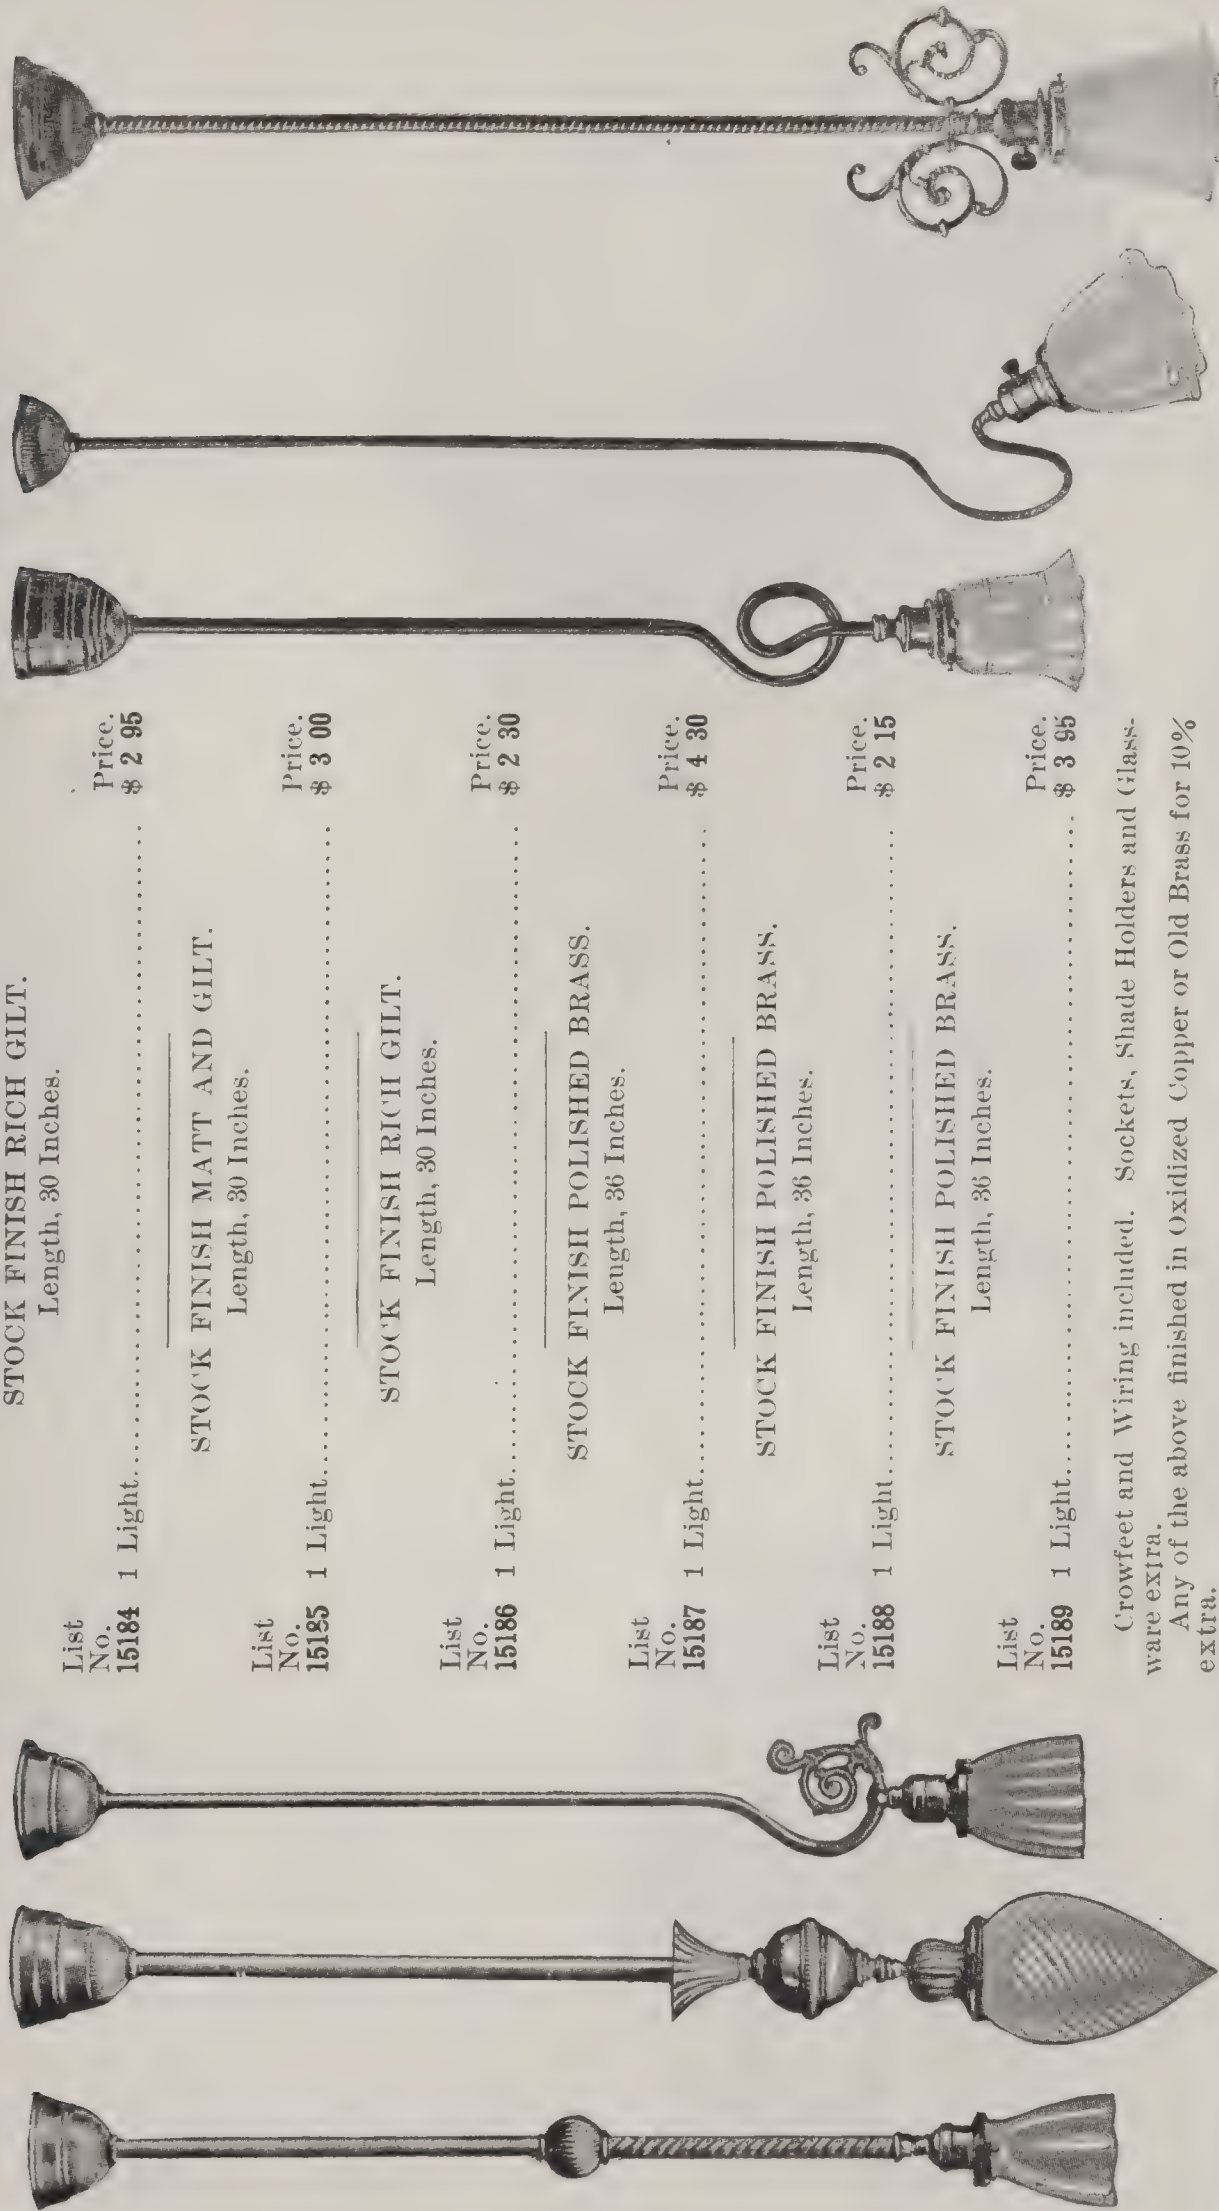 STOCK FINISH RICH GILT.
Length, 30 Inches.
List
No. Price.
15184 1 Light........ $ 2 95
STOCK FINISH MATT AND GILT.
Length, 30 Inches.
List
No. Price.
15185 1 Light........ $ 3 00
STOCK FINISH RICH GILT.
Length, 30 Inches.
List
No. Price.
15186 1 Light........ $ 2 30
STOCK FINISH POLISHED BRASS.
Length, 36 Inches.
List
No. Price.
15187 1 Light........ $ 4 30
STOCK FINISH POLISHED BRASS.
Length, 36 Inches.
List
No. Price.
15188 1 Light........ $ 2 15
STOCK FINISH POLISHED BRASS.
Length, 36 Inches.
List
No. Price.
15189 1 Light........ $ 3 95
Crowfeet and Wiring included. Sockets, Shade Holders and Glass-
ware extra.
Any of the above finished in Oxidized Copper or Old Brass for 10%
extra.